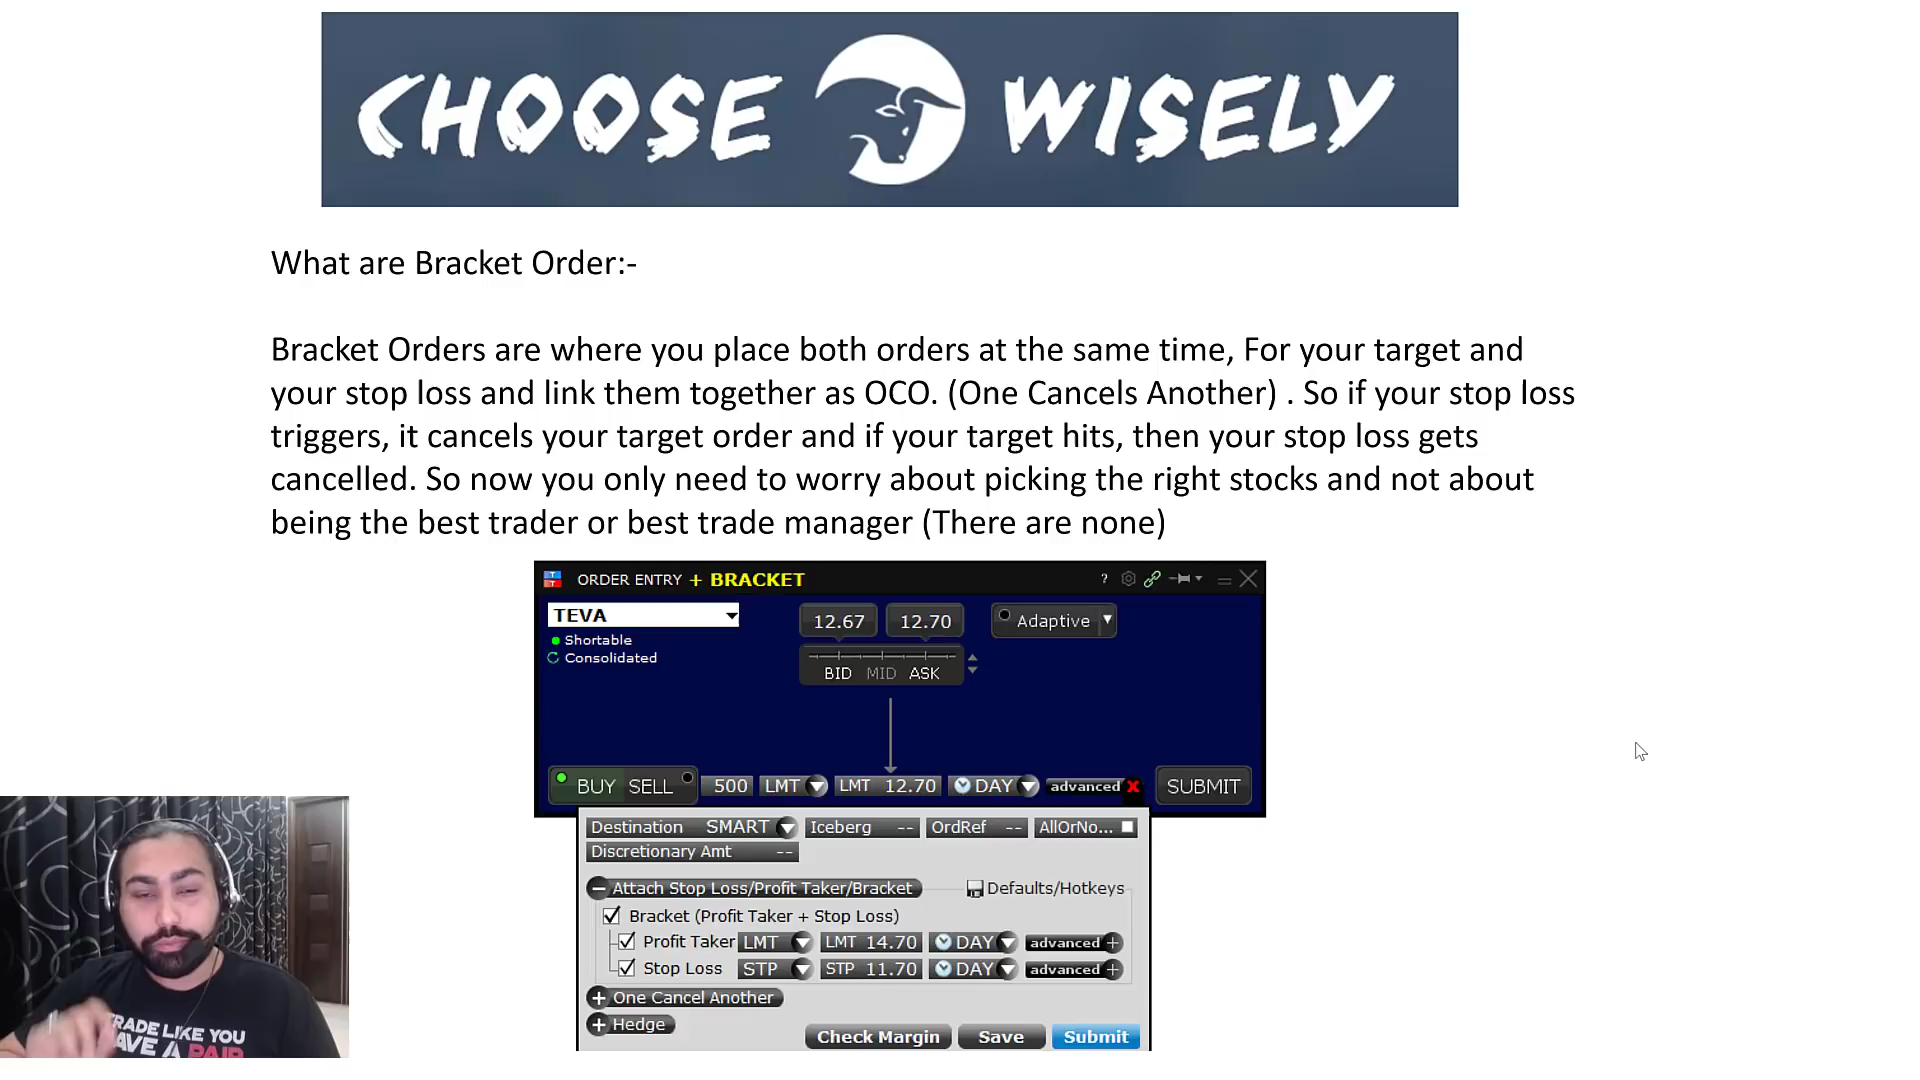 CHOOSE WISELY
What are Bracket Order:-
Bracket Orders are where you place both orders at the same time, For your target and
your stop loss and link them together as OCO. (One Cancels Another) . So if your stop loss
triggers, it cancels your target order and if your target hits, then your stop loss gets
cancelled. So now you only need to worry about picking the right stocks and not about
being the best trader or best trade manager (There are none)
ORDER ENTRY + BRACKET ?
TEVA 12.67 12.70 Adaptive
Shortable
Consolidated
BID MID ASK
BUY SELL 500 LMT LMT 12.70 DAY advanced x SUBMIT
Destination SMART Iceberg -- OrdRef -- AllOrNo...
Discretionary Amt --
Attach Stop Loss/Profit Taker/Bracket Defaults/Hotkeys
Bracket (Profit Taker + Stop Loss)
Profit Taker LMT LMT 14.70 DAY advanced +
Stop Loss STP STP 11.70 DAY advanced +
+ One Cancel Another
+ Hedge
Check Margin Save Submit
TRADE LIKE YOU
HAVE A PAIR